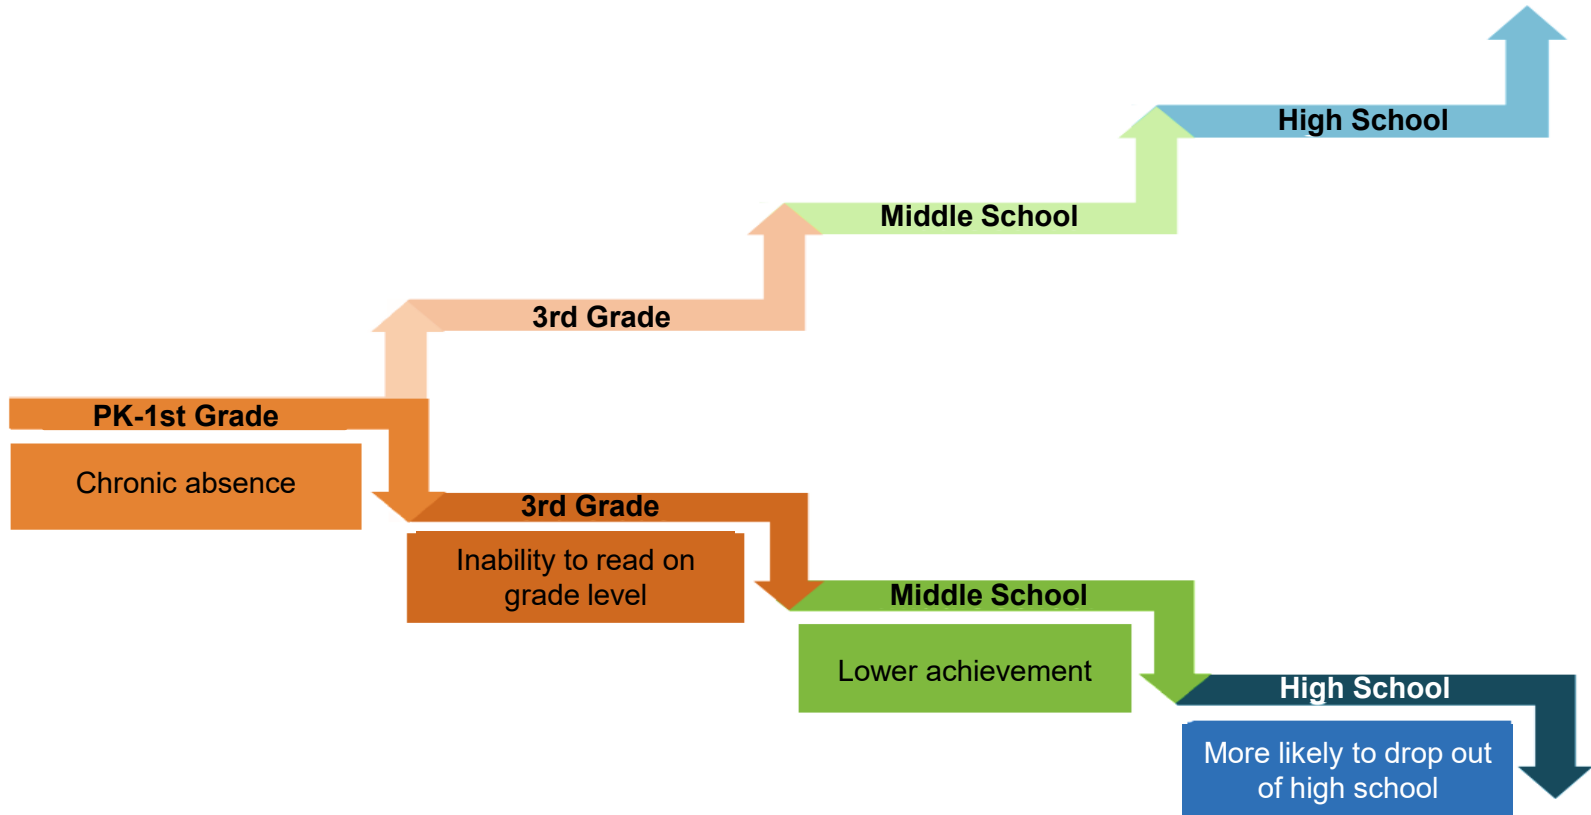 High School
Middle School
3rd Grade
PK-1st Grade
Chronic absence
3rd Grade
Inability to read on
grade level
Middle School
Lower achievement
High School
More likely to drop out
of high school